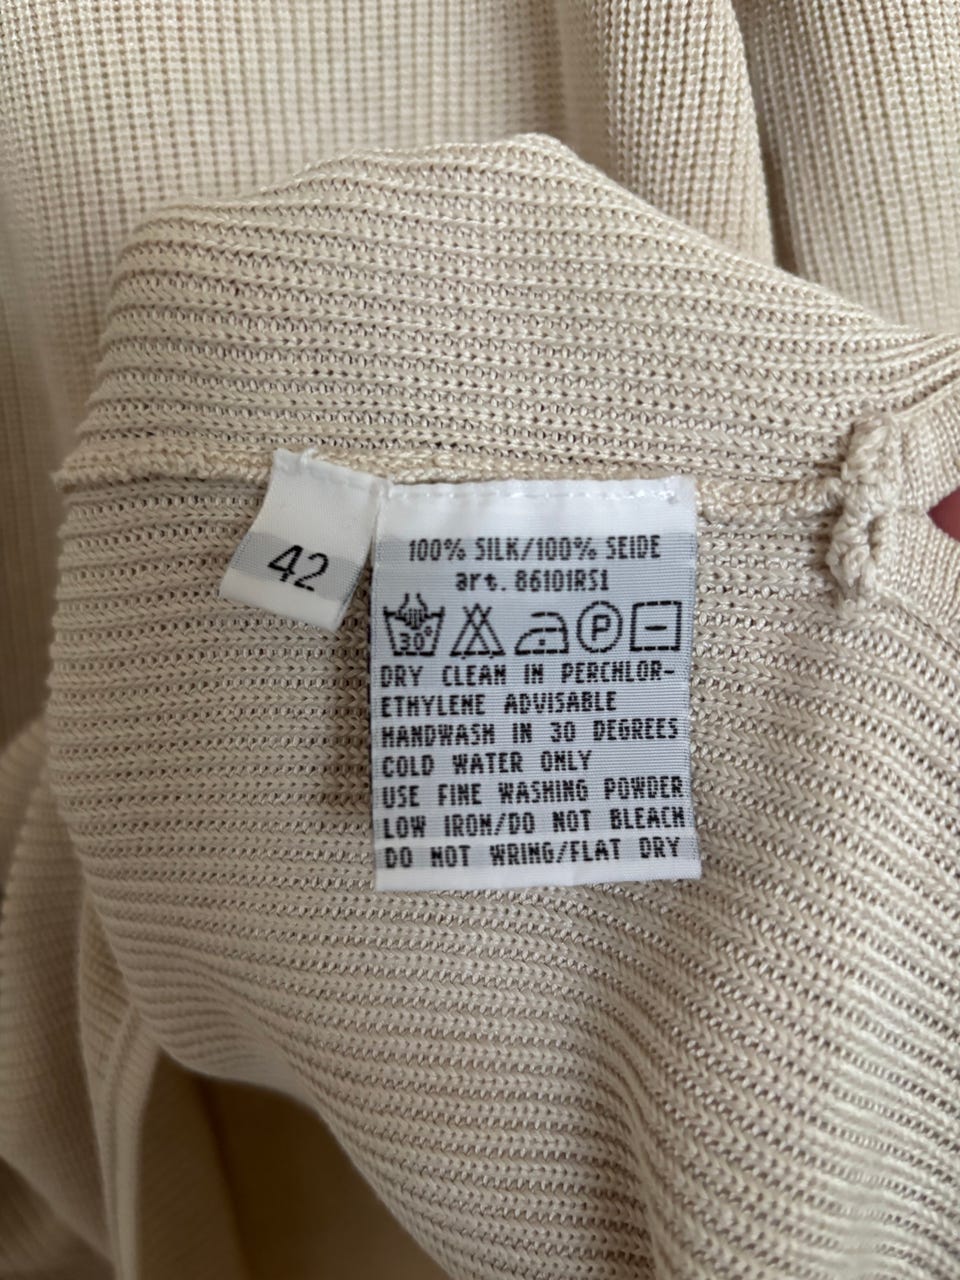 42
100% SILK/100% SEIDE
art. 86101RS1
30°
P
DRY CLEAN IN PERCHLOR-
ETHYLENE ADVISABLE
HANDWASH IN 30 DEGREES
COLD WATER ONLY
USE FINE WASHING POWDER
LOW IRON/DO NOT BLEACH
DO NOT WRING/FLAT DRY